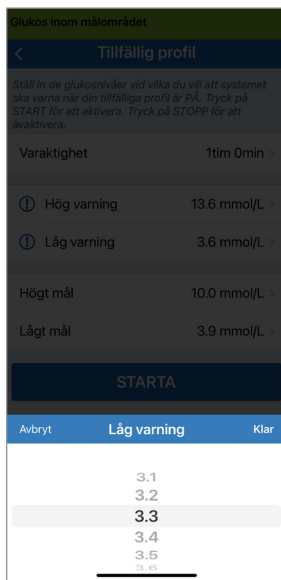 Glukos inom målområdet
Tillfällig profil
Ställ in de glukosnivåer vid vilka du vill att systemet
ska varna när din tillfälliga profil är PÅ. Tryck på
START för att aktivera. Tryck på STOPP för att
avaktivera.
Varaktighet 1tim 0min
Hög varning 13.6 mmol/L
Låg varning 3.6 mmol/L
Högt mål 10.0 mmol/L
Lågt mål 3.9 mmol/L
STARTA
Avbryt Låg varning Klar
3.1
3.2
3.3
3.4
3.5
3.6